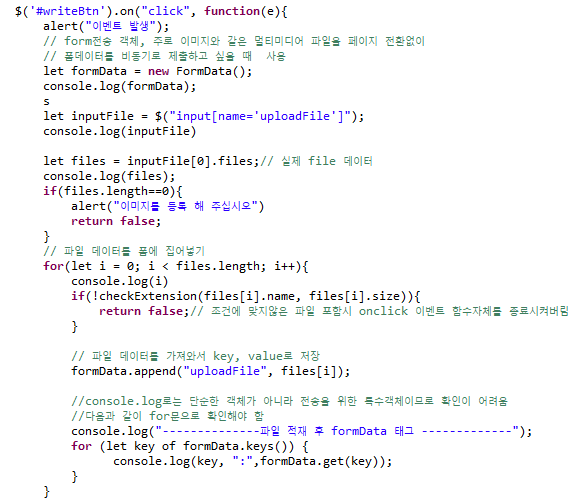 $('#writeBtn').on("click", function(e){
    alert("이벤트 발생");
    // form전송 객체, 주로 이미지와 같은 멀티미디어 파일을 페이지 전환없이
    // 폼데이터를 비동기로 제출하고 싶을 때  사용
    let formData = new FormData();
    console.log(formData);
    s
    let inputFile = $("input[name='uploadFile']");
    console.log(inputFile)

    let files = inputFile[0].files;// 실제 file 데이터
    console.log(files);
    if(files.length==0){
        alert("이미지를 등록 해 주십시오")
        return false;
    }
    // 파일 데이터를 폼에 집어넣기
    for(let i = 0; i < files.length; i++){
        console.log(i)
        if(!checkExtension(files[i].name, files[i].size)){
            return false;// 조건에 맞지않은 파일 포함시 onclick 이벤트 함수자체를 종료시켜버림
        }

        // 파일 데이터를 가져와서 key, value로 저장
        formData.append("uploadFile", files[i]);

        //console.log로는 단순한 객체가 아니라 전송을 위한 특수객체이므로 확인이 어려움
        //다음과 같이 for문으로 확인해야 함
        console.log("-------------파일 적재 후 formData 태그 -------------");
        for (let key of formData.keys()) {
              console.log(key, ":",formData.get(key));
        }
    }